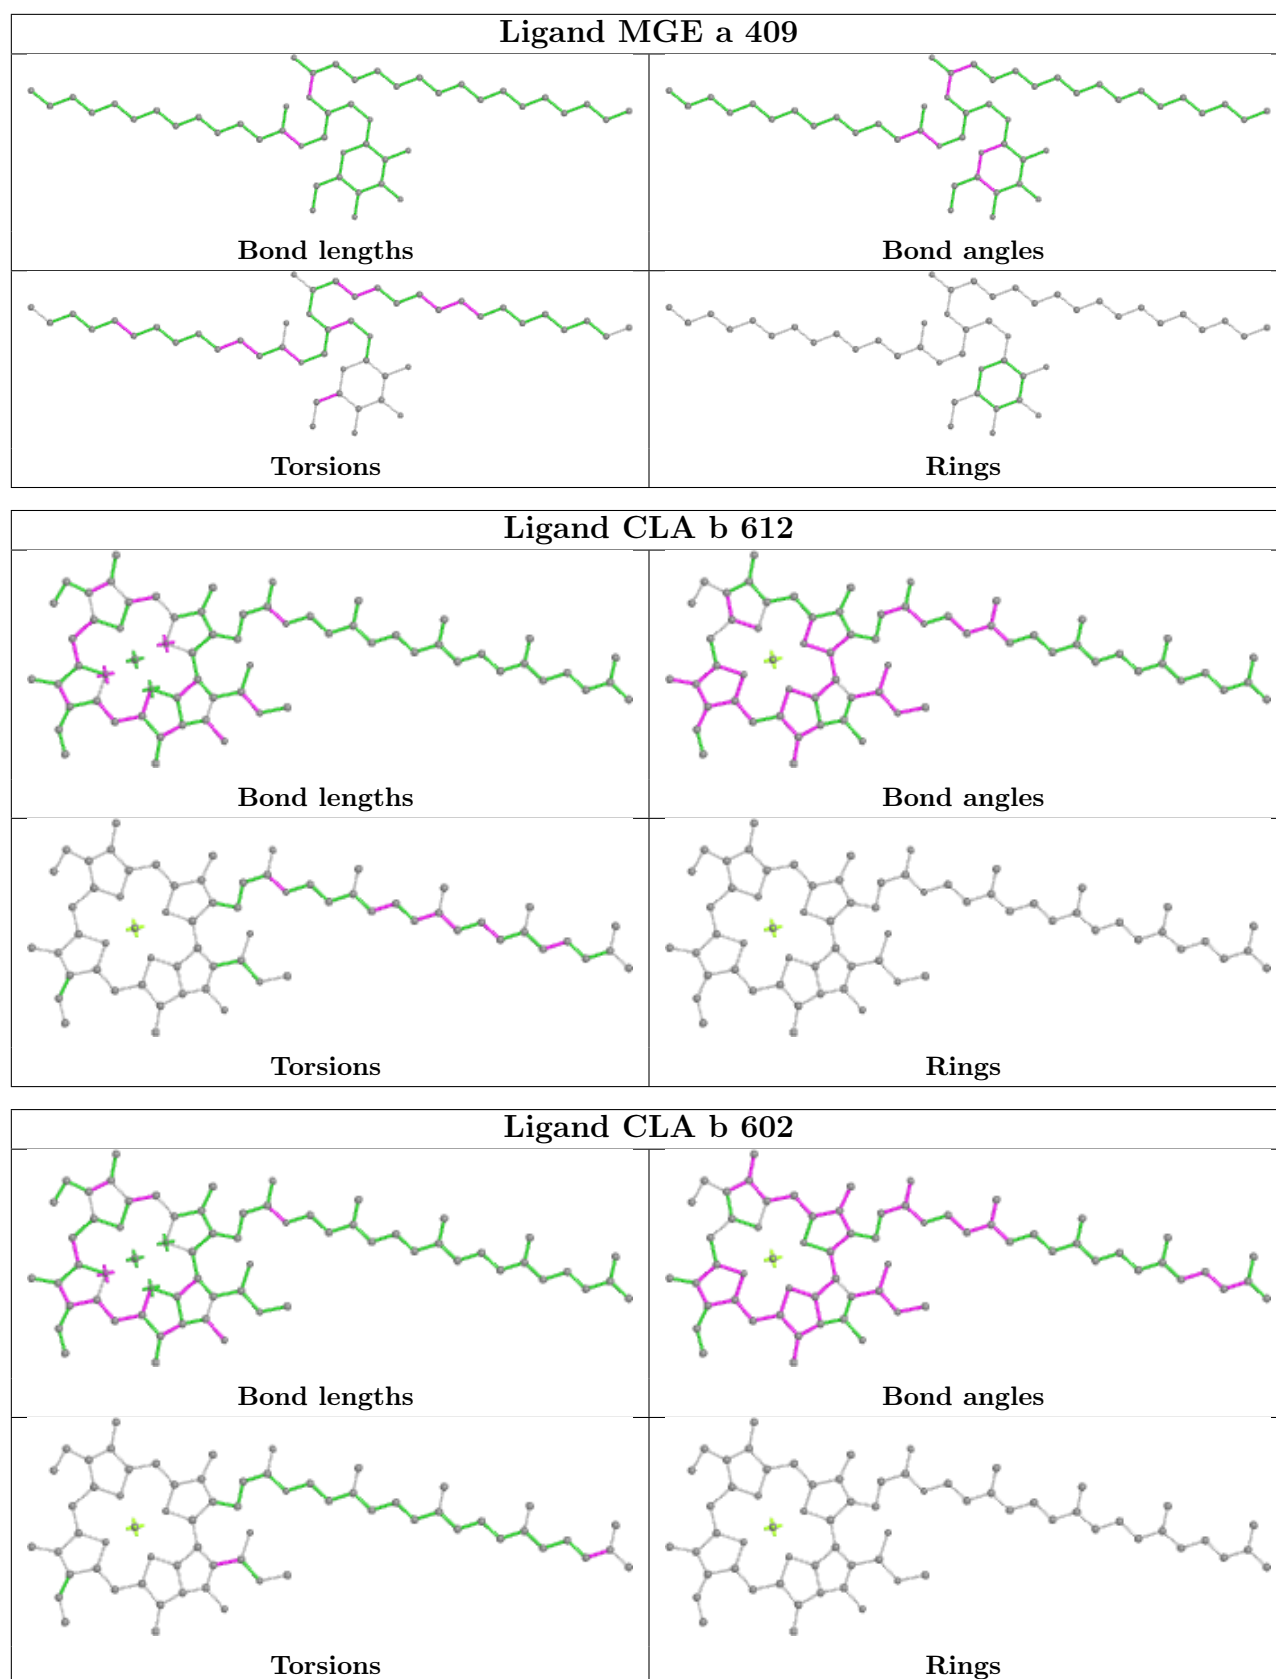 Ligand MGE a 409
Bond lengths
Bond angles
Torsions
Rings
Ligand CLA b 612
Bond lengths
Bond angles
Torsions
Rings
Ligand CLA b 602
Bond lengths
Bond angles
Torsions
Rings